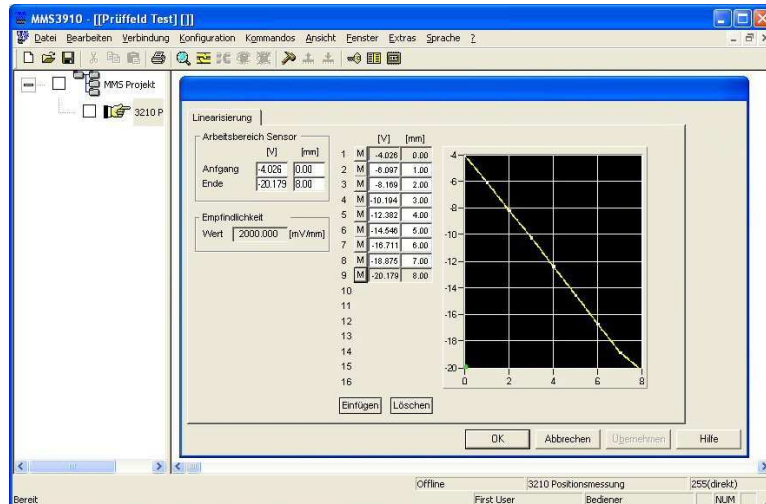 MMS3910 - [[Prüffeld Test] []]
Datei Bearbeiten Verbindung Konfiguration Kommandos Ansicht Fenster Extras Sprache ?
MMS Projekt
3210 P
Linearisierung
Arbeitsbereich Sensor
[V] [mm]
Anfgang -4.026 0.00
Ende -20.179 8.00
Empfindlichkeit
Wert 2000.000 [mV/mm]
[V] [mm]
1 M -4.026 0.00
2 M -6.097 1.00
3 M -8.169 2.00
4 M -10.194 3.00
5 M -12.382 4.00
6 M -14.546 5.00
7 M -16.711 6.00
8 M -18.875 7.00
9 M -20.179 8.00
10
11
12
13
14
15
16
Einfügen Löschen
-4
-6
-8
-10
-12
-14
-16
-18
-20
0 2 4 6 8
OK Abbrechen Übernehmen Hilfe
Offline 3210 Positionsmessung 255(direkt)
Bereit First User Bediener NUM